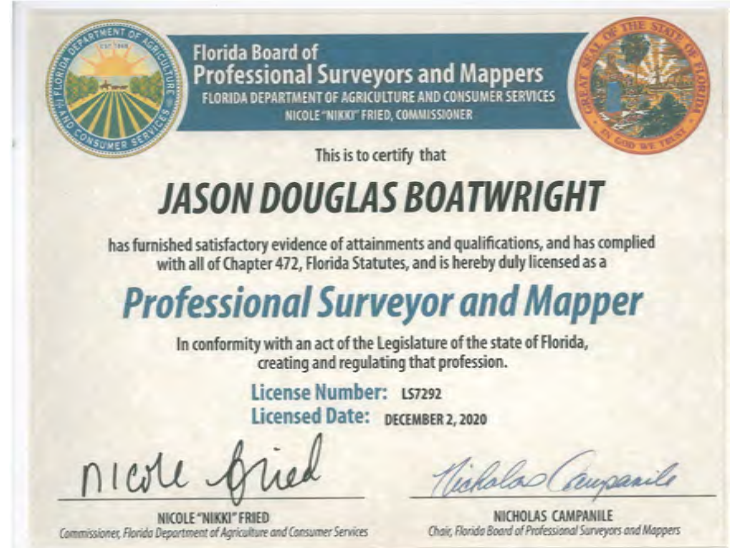 FLORIDA DEPARTMENT OF AGRICULTURE
EST 1868
AND CONSUMER SERVICES
Florida Board of
Professional Surveyors and Mappers
FLORIDA DEPARTMENT OF AGRICULTURE AND CONSUMER SERVICES
NICOLE "NIKKI" FRIED, COMMISSIONER
GREAT SEAL OF THE STATE OF FLORIDA
IN GOD WE TRUST
This is to certify that
JASON DOUGLAS BOATWRIGHT
has furnished satisfactory evidence of attainments and qualifications, and has complied
with all of Chapter 472, Florida Statutes, and is hereby duly licensed as a
Professional Surveyor and Mapper
In conformity with an act of the Legislature of the state of Florida,
creating and regulating that profession.
License Number: LS7292
Licensed Date: DECEMBER 2, 2020
nicole fried
Nicholas Campanile
NICOLE "NIKKI" FRIED
Commissioner, Florida Department of Agriculture and Consumer Services
NICHOLAS CAMPANILE
Chair, Florida Board of Professional Surveyors and Mappers